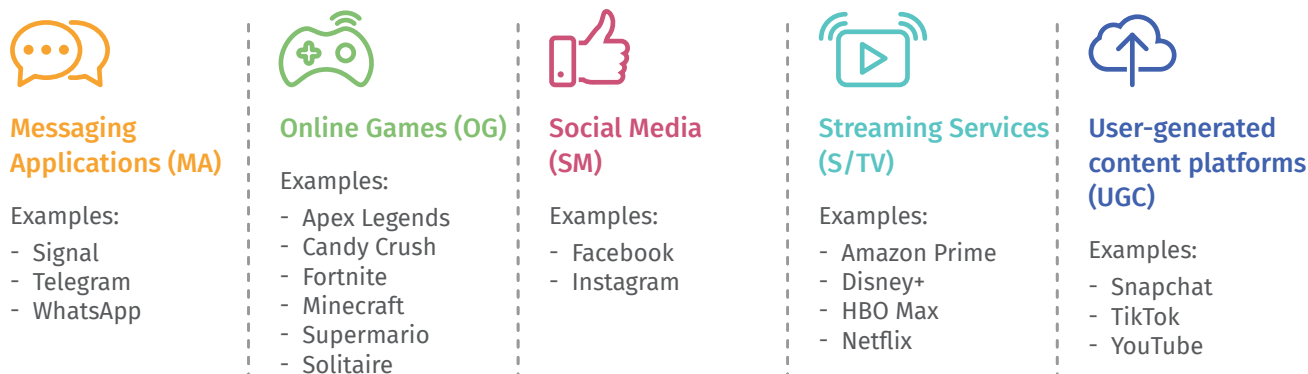 Messaging
Applications (MA)
Examples:
- Signal
- Telegram
- WhatsApp
Online Games (OG)
Examples:
- Apex Legends
- Candy Crush
- Fortnite
- Minecraft
- Supermario
- Solitaire
Social Media
(SM)
Examples:
- Facebook
- Instagram
Streaming Services
(S/TV)
Examples:
- Amazon Prime
- Disney+
- HBO Max
- Netflix
User-generated
content platforms
(UGC)
Examples:
- Snapchat
- TikTok
- YouTube